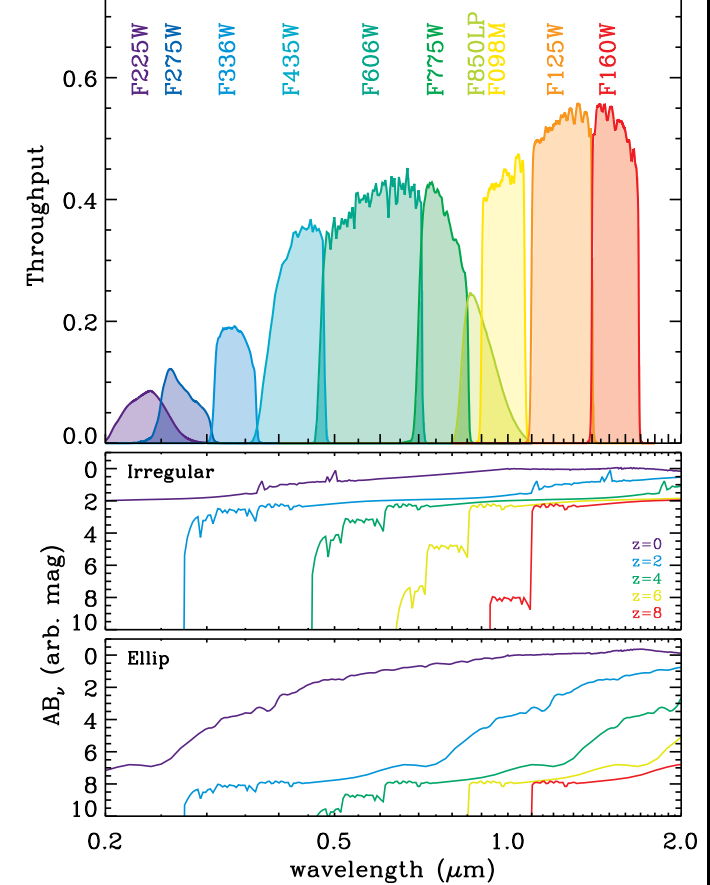 F225W F275W F336W F435W F606W F775W F850LP F098M F125W F160W
0.6
0.4
0.2
0.0
Throughput
Irregular
0
2
4
6
8
10
z=0
z=2
z=4
z=6
z=8
Ellip
0
2
4
6
8
10
ABν (arb. mag)
0.2 0.5 1.0 2.0
wavelength (μm)